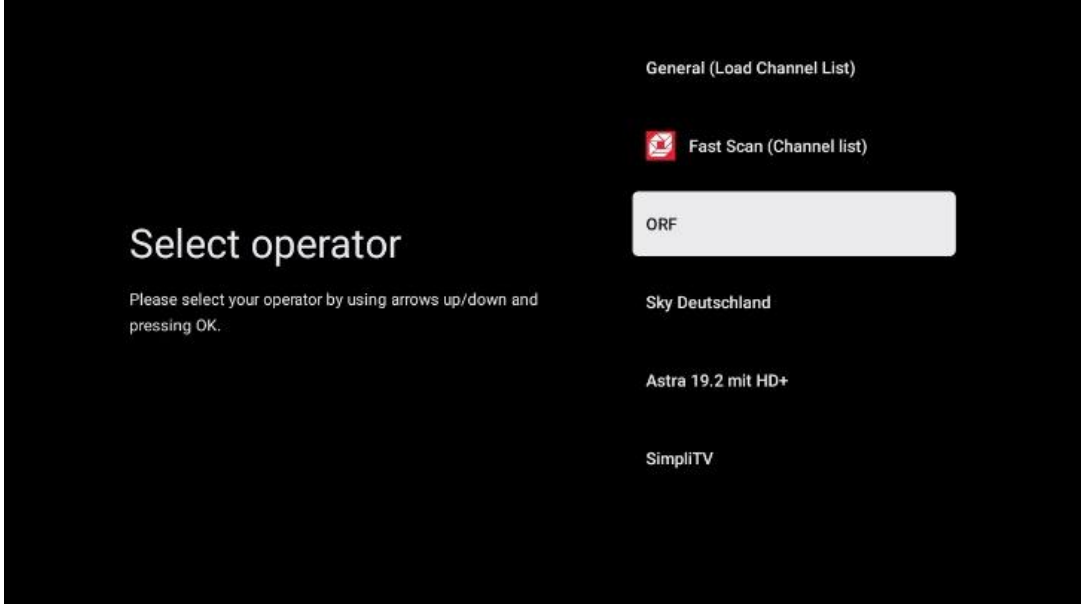 Select operator
Please select your operator by using arrows up/down and
pressing OK.
General (Load Channel List)
Fast Scan (Channel list)
ORF
Sky Deutschland
Astra 19.2 mit HD+
SimpliTV